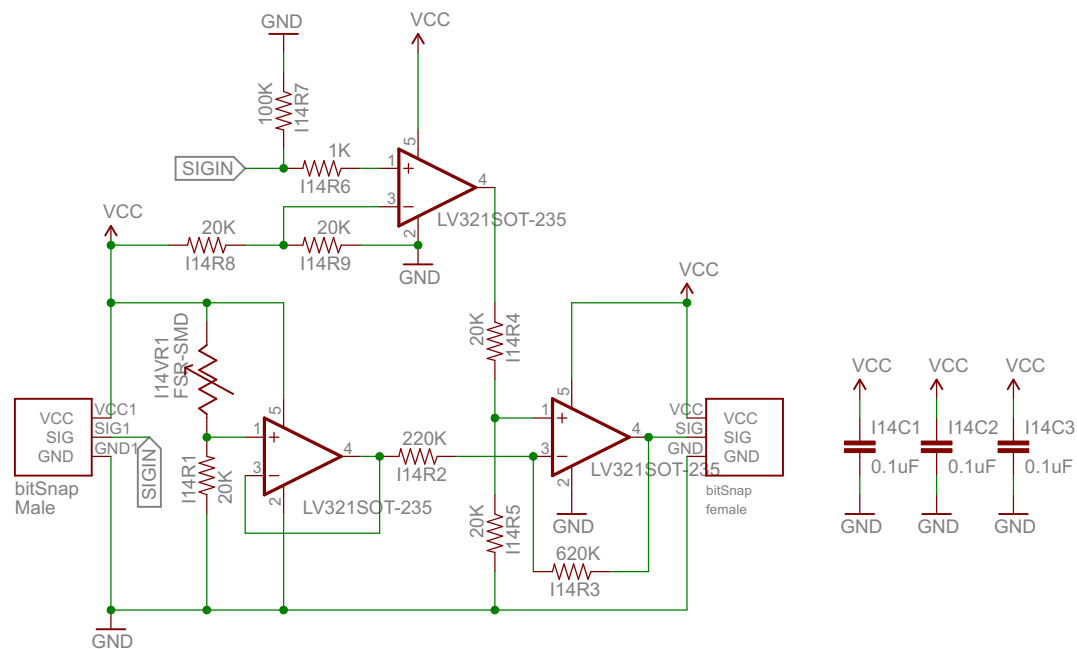 GND
VCC
100K
I14R7
5
SIGIN
1K
I14R6
1
+
4
3
−
2
LV321SOT-235
GND
VCC
20K
I14R8
20K
I14R9
VCC
I14VR1
FSR-SMD
20K
I14R4
VCC
SIG
GND
VCC1
SIG1
GND1
bitSnap
Male
SIGIN
I14R1
20K
5
1
+
4
3
−
2
LV321SOT-235
220K
I14R2
5
1
+
4
3
−
2
LV321SOT-235
GND
20K
I14R5
620K
I14R3
VCC
SIG
GND
VCC
SIG
GND
bitSnap
female
VCC
I14C1
0.1uF
GND
VCC
I14C2
0.1uF
GND
VCC
I14C3
0.1uF
GND
GND